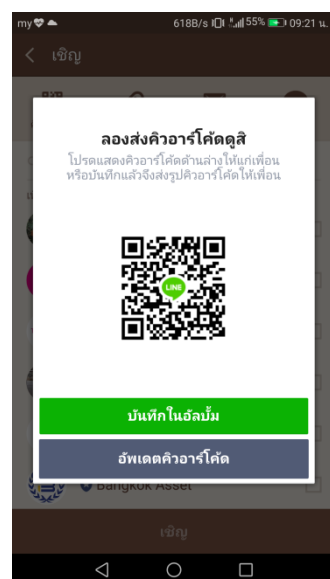 my
618B/s 55% 09:21 น.
เชิญ
ลองส่งคิวอาร์โค้ดดูสิ
โปรดแสดงคิวอาร์โค้ดด้านล่างให้แก่เพื่อน
หรือบันทึกแล้วจึงส่งรูปคิวอาร์โค้ดให้เพื่อน
LINE
บันทึกในอัลบั้ม
อัพเดตคิวอาร์โค้ด
Bangkok Asset
เชิญ